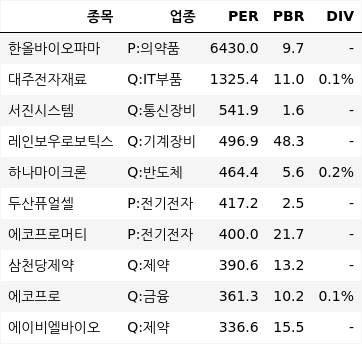 종목 업종 PER PBR DIV
한올바이오파마 P:의약품 6430.0 9.7 -
대주전자재료 Q:IT부품 1325.4 11.0 0.1%
서진시스템 Q:통신장비 541.9 1.6 -
레인보우로보틱스 Q:기계장비 496.9 48.3 -
하나마이크론 Q:반도체 464.4 5.6 0.2%
두산퓨얼셀 P:전기전자 417.2 2.5 -
에코프로머티 P:전기전자 400.0 21.7 -
삼천당제약 Q:제약 390.6 13.2 -
에코프로 Q:금융 361.3 10.2 0.1%
에이비엘바이오 Q:제약 336.6 15.5 -